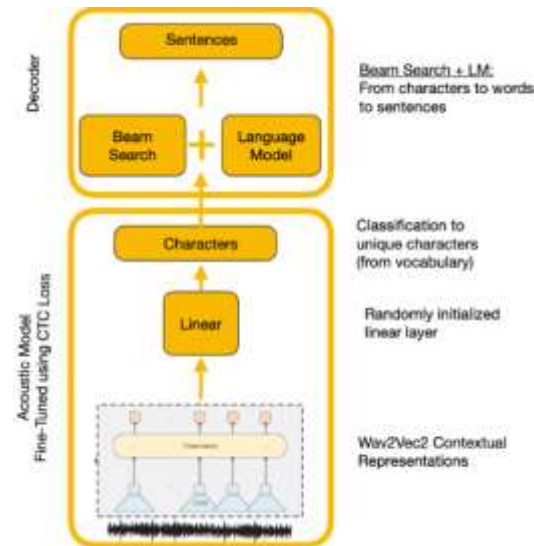 Sentences
Decoder
Beam Search + LM:
From characters to words
to sentences
Beam
Search
+
Language
Model
Characters
Classification to
unique characters
(from vocabulary)
Acoustic Model
Fine-Tuned using CTC Loss
Linear
Randomly initialized
linear layer
Wav2Vec2 Contextual
Representations